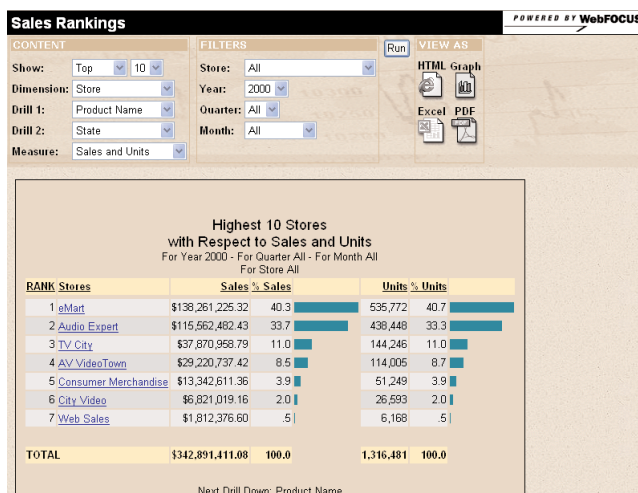 Sales Rankings
POWERED BY WebFOCUS
CONTENT FILTERS Run VIEW AS
Show: Top 10 Store: All HTML Graph
Dimension: Store Year: 2000
Drill 1: Product Name Quarter: All Excel PDF
Drill 2: State Month: All
Measure: Sales and Units
Highest 10 Stores
with Respect to Sales and Units
For Year 2000 - For Quarter All - For Month All
For Store All
RANK Stores Sales % Sales Units % Units
1 eMart $138,261,225.32 40.3 535,772 40.7
2 Audio Expert $115,562,482.43 33.7 438,448 33.3
3 TV City $37,870,958.79 11.0 144,246 11.0
4 AV VideoTown $29,220,737.42 8.5 114,005 8.7
5 Consumer Merchandise $13,342,611.36 3.9 51,249 3.9
6 City Video $6,821,019.16 2.0 26,593 2.0
7 Web Sales $1,812,376.60 .5 6,168 .5
TOTAL $342,891,411.08 100.0 1,316,481 100.0
Next Drill Down: Product Name